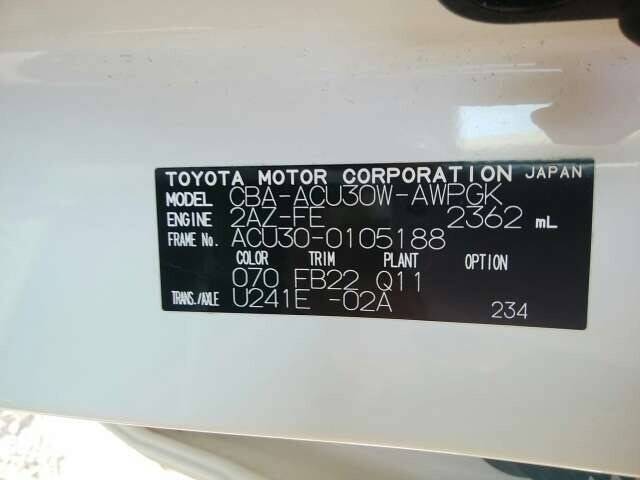 TOYOTA MOTOR CORPORATION JAPAN
MODEL CBA-ACU30W-AWPGK
ENGINE 2AZ-FE 2362 mL
FRAME No. ACU30-0105188
COLOR TRIM PLANT OPTION
070 FB22 Q11
TRANS./AXLE U241E -02A 234